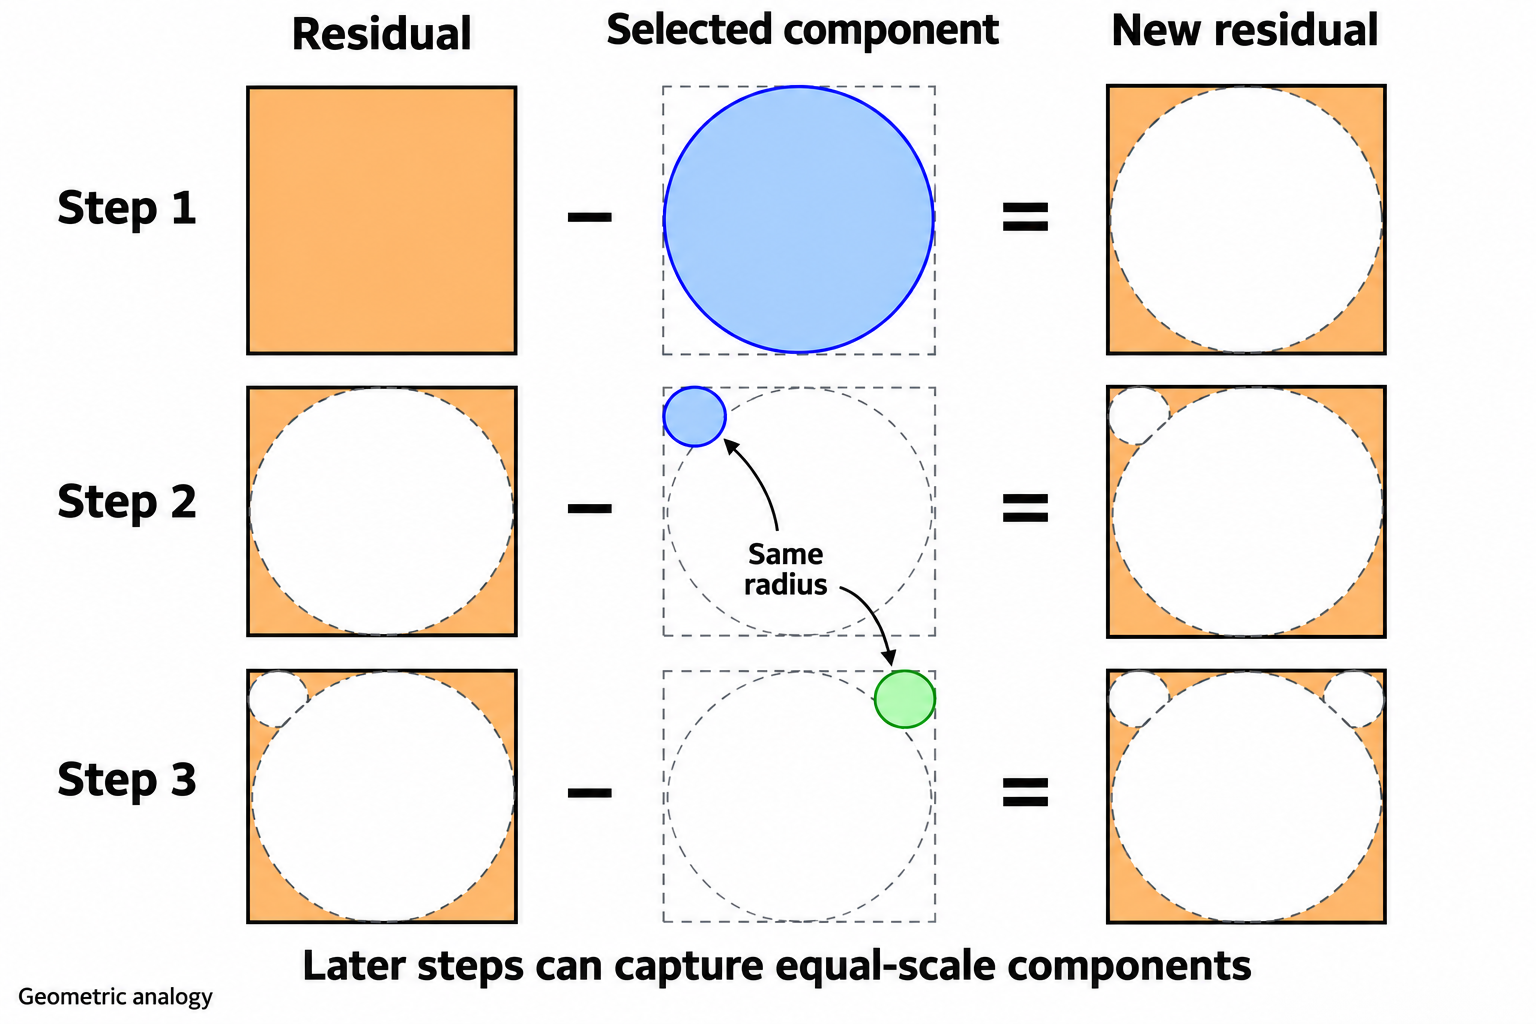 Residual
Selected component
New residual
Step 1
−
=
Step 2
−
=
Same
radius
Step 3
−
=
Later steps can capture equal-scale components
Geometric analogy